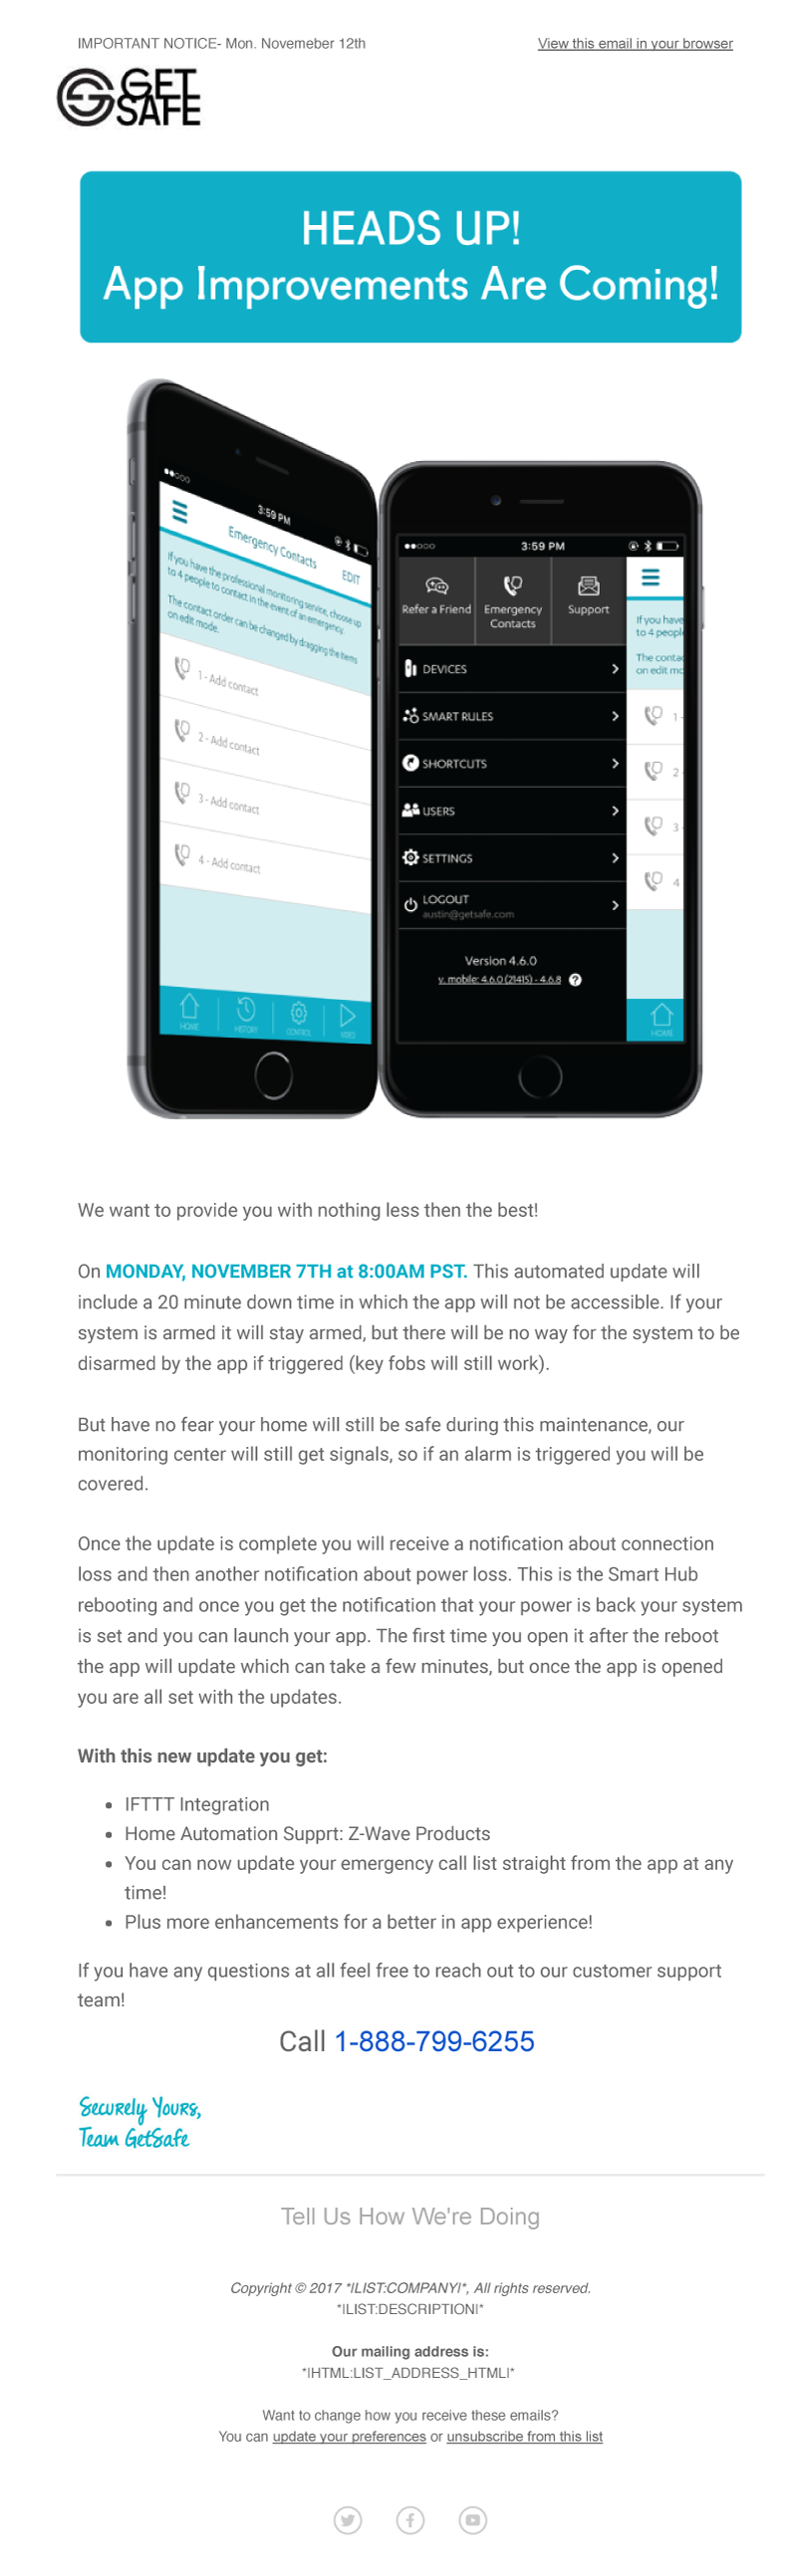 IMPORTANT NOTICE- Mon. Novemeber 12th
View this email in your browser
GET
SAFE
HEADS UP!
App Improvements Are Coming!
3:59 PM
Emergency Contacts
EDIT
If you have the professional monitoring service, choose up
to 4 people to contact in the event of an emergency.
The contact order can be changed by dragging the items
on edit mode.
1 - Add contact
2 - Add contact
3 - Add contact
4 - Add contact
HOME
HISTORY
CONTROL
VIDEO
3:59 PM
Refer a Friend
Emergency
Contacts
Support
DEVICES
SMART RULES
SHORTCUTS
USERS
SETTINGS
LOGOUT
austin@getsafe.com
Version 4.6.0
v. mobile: 4.6.0 (21415) - 4.6.8 ?
If you have
to 4 people
The contac
on edit mo
1 -
2
3
4
HOME
We want to provide you with nothing less then the best!
On MONDAY, NOVEMBER 7TH at 8:00AM PST. This automated update will
include a 20 minute down time in which the app will not be accessible. If your
system is armed it will stay armed, but there will be no way for the system to be
disarmed by the app if triggered (key fobs will still work).
But have no fear your home will still be safe during this maintenance, our
monitoring center will still get signals, so if an alarm is triggered you will be
covered.
Once the update is complete you will receive a notification about connection
loss and then another notification about power loss. This is the Smart Hub
rebooting and once you get the notification that your power is back your system
is set and you can launch your app. The first time you open it after the reboot
the app will update which can take a few minutes, but once the app is opened
you are all set with the updates.
With this new update you get:
• IFTTT Integration
• Home Automation Supprt: Z-Wave Products
• You can now update your emergency call list straight from the app at any
time!
• Plus more enhancements for a better in app experience!
If you have any questions at all feel free to reach out to our customer support
team!
Call 1-888-799-6255
Securely Yours,
Team GetSafe
Tell Us How We're Doing
Copyright © 2017 *|LIST:COMPANY|*, All rights reserved.
*|LIST:DESCRIPTION|*
Our mailing address is:
*|HTML:LIST_ADDRESS_HTML|*
Want to change how you receive these emails?
You can update your preferences or unsubscribe from this list